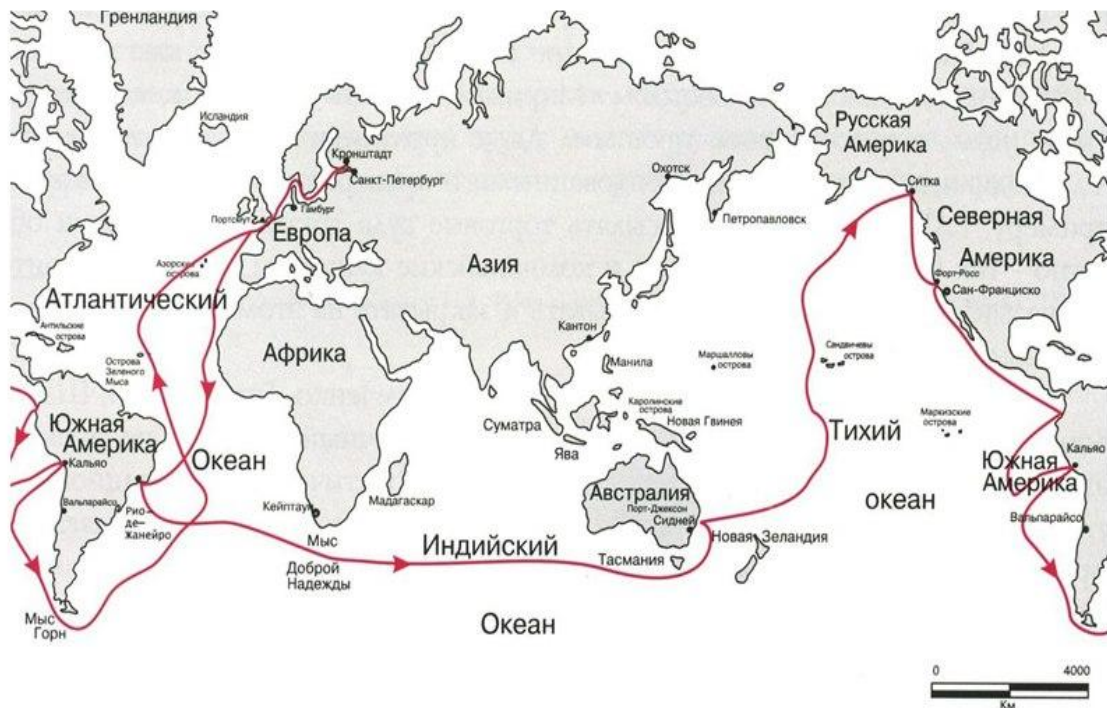 Гренландия
Исландия
Кронштадт
Санкт-Петербург
Гамбург
Портсмут
Европа
Азорские
острова
Атлантический
Антильские
острова
Острова
Зеленого
Мыса
Африка
Азия
Охотск
Петропавловск
Русская
Америка
Ситка
Северная
Америка
Форт-Росс
Сан-Франциско
Кантон
Манила
Маршалловы
острова
Сандвичевы
острова
Каролинские
острова
Новая Гвинея
Маркизские
острова
Суматра
Ява
Тихий
океан
Южная
Америка
Кальяо
Океан
Вальпарайсо
Рио-
де-
Жанейро
Мадагаскар
Кейптаун
Мыс
Доброй
Надежды
Индийский
Океан
Австралия
Порт-Джексон
Сидней
Тасмания
Новая Зеландия
Южная
Америка
Кальяо
Вальпарайсо
Мыс
Горн
0 4000
Км